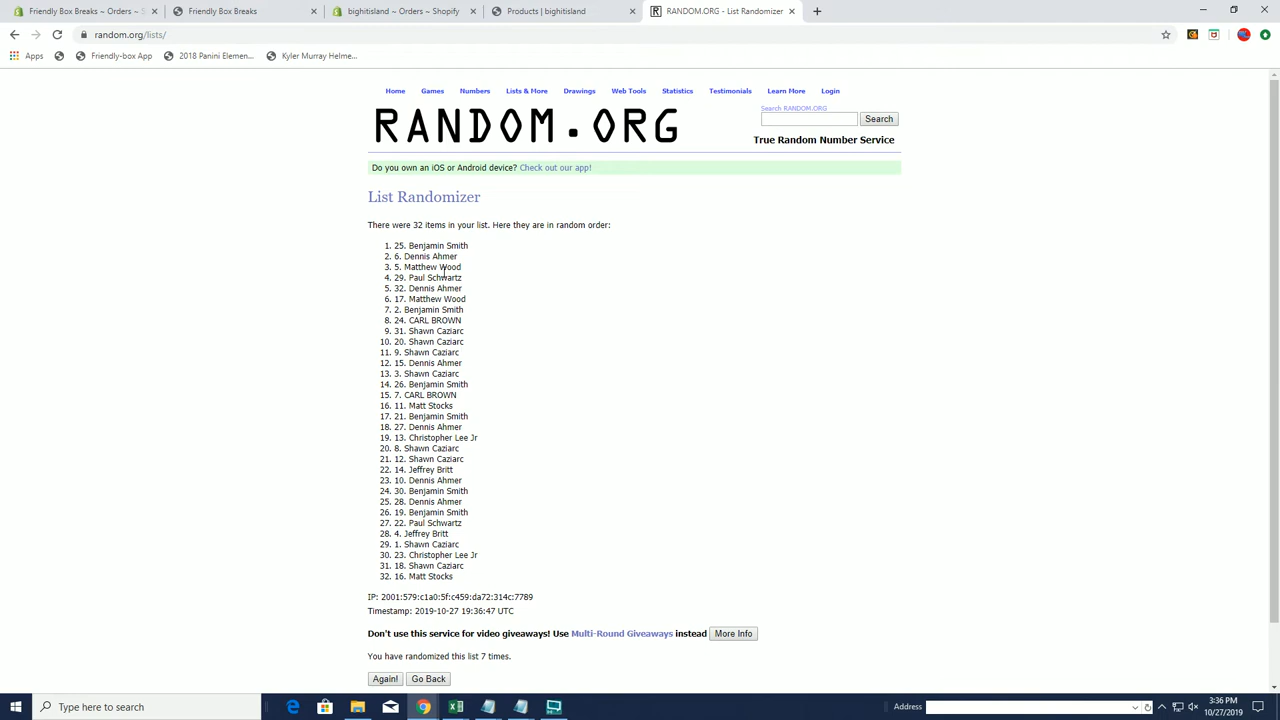 Friendly Box Breaks ~ Orders ~ S
Friendly Box Breaks
bightisland ~ Orders ~ Shopify
Products | bightisland
RANDOM.ORG - List Randomizer
random.org/lists/
Apps
Friendly-box App
2018 Panini Elemen...
Kyler Murray Helme...
Home Games Numbers Lists & More Drawings Web Tools Statistics Testimonials Learn More Login
RANDOM.ORG
Search RANDOM.ORG
Search
True Random Number Service
Do you own an iOS or Android device? Check out our app!
List Randomizer
There were 32 items in your list. Here they are in random order:
1. 25. Benjamin Smith
2. 6. Dennis Ahmer
3. 5. Matthew Wood
4. 29. Paul Schwartz
5. 32. Dennis Ahmer
6. 17. Matthew Wood
7. 2. Benjamin Smith
8. 24. CARL BROWN
9. 31. Shawn Caziarc
10. 20. Shawn Caziarc
11. 9. Shawn Caziarc
12. 15. Dennis Ahmer
13. 3. Shawn Caziarc
14. 26. Benjamin Smith
15. 7. CARL BROWN
16. 11. Matt Stocks
17. 21. Benjamin Smith
18. 27. Dennis Ahmer
19. 13. Christopher Lee Jr
20. 8. Shawn Caziarc
21. 12. Shawn Caziarc
22. 14. Jeffrey Britt
23. 10. Dennis Ahmer
24. 30. Benjamin Smith
25. 28. Dennis Ahmer
26. 19. Benjamin Smith
27. 22. Paul Schwartz
28. 4. Jeffrey Britt
29. 1. Shawn Caziarc
30. 23. Christopher Lee Jr
31. 18. Shawn Caziarc
32. 16. Matt Stocks
IP: 2001:579:c1a0:5f:c459:da72:314c:7789
Timestamp: 2019-10-27 19:36:47 UTC
Don't use this service for video giveaways! Use Multi-Round Giveaways instead More Info
You have randomized this list 7 times.
Again! Go Back
Type here to search
Address
3:36 PM
10/27/2019